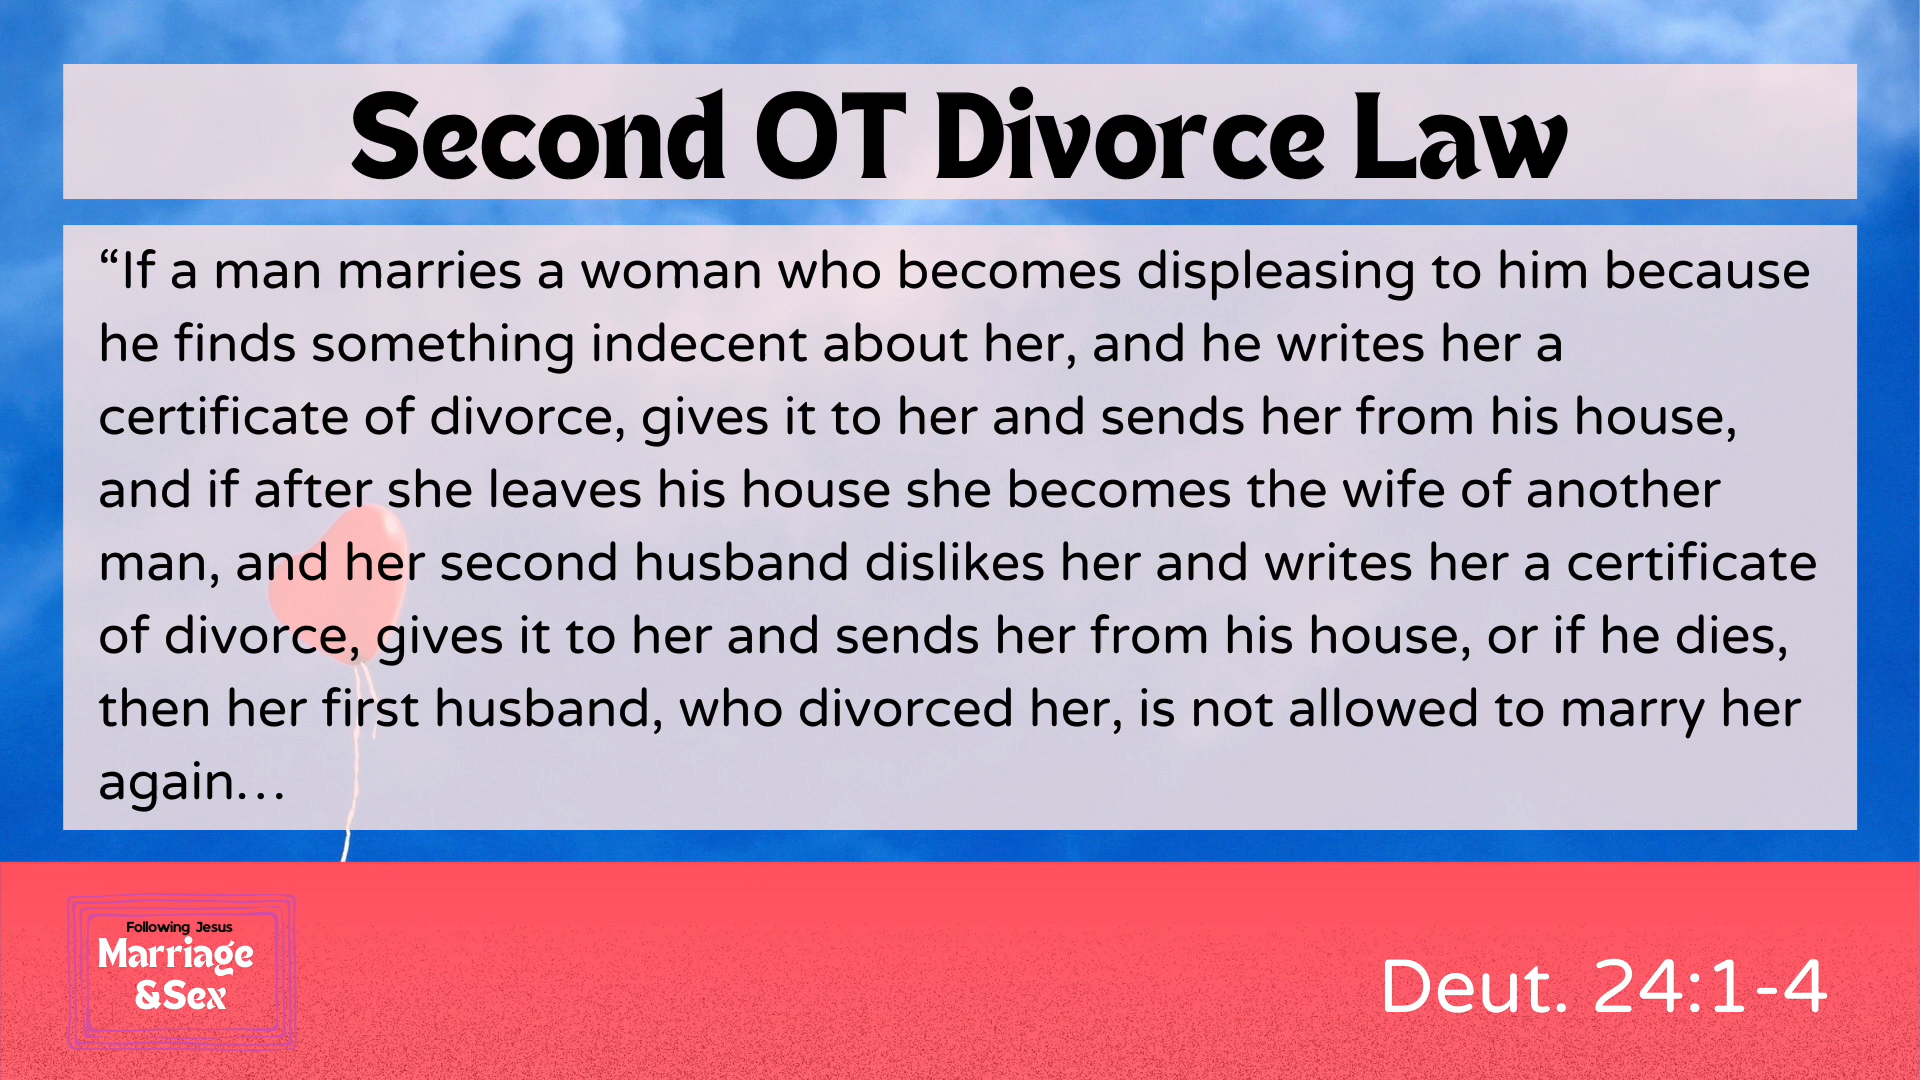 Second OT Divorce Law
“If a man marries a woman who becomes displeasing to him because
he finds something indecent about her, and he writes her a
certificate of divorce, gives it to her and sends her from his house,
and if after she leaves his house she becomes the wife of another
man, and her second husband dislikes her and writes her a certificate
of divorce, gives it to her and sends her from his house, or if he dies,
then her first husband, who divorced her, is not allowed to marry her
again…
Following Jesus
Marriage
&Sex
Deut. 24:1-4